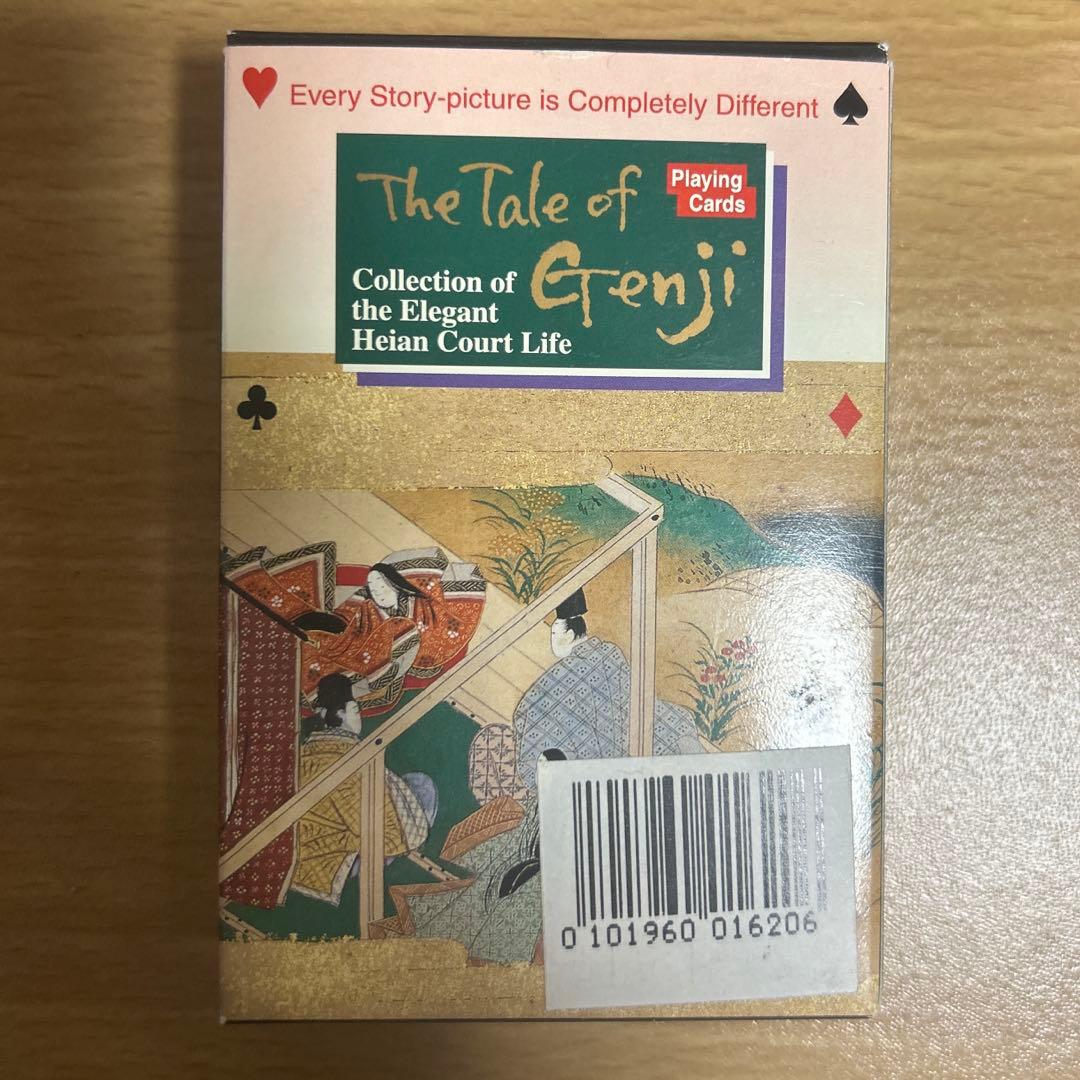 Every Story-picture is Completely Different
The Tale of
Genji
Playing
Cards
Collection of
the Elegant
Heian Court Life
0 101960 016206